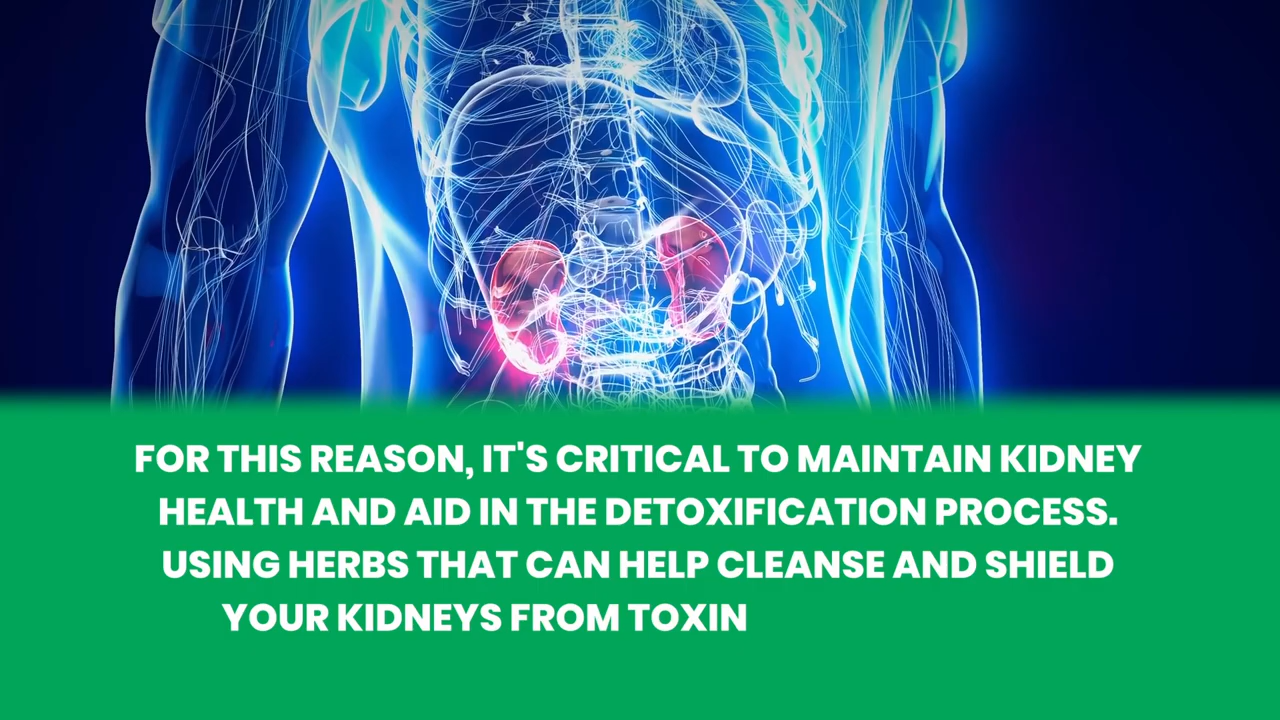 FOR THIS REASON, IT'S CRITICAL TO MAINTAIN KIDNEY
HEALTH AND AID IN THE DETOXIFICATION PROCESS.
USING HERBS THAT CAN HELP CLEANSE AND SHIELD
YOUR KIDNEYS FROM TOXIN